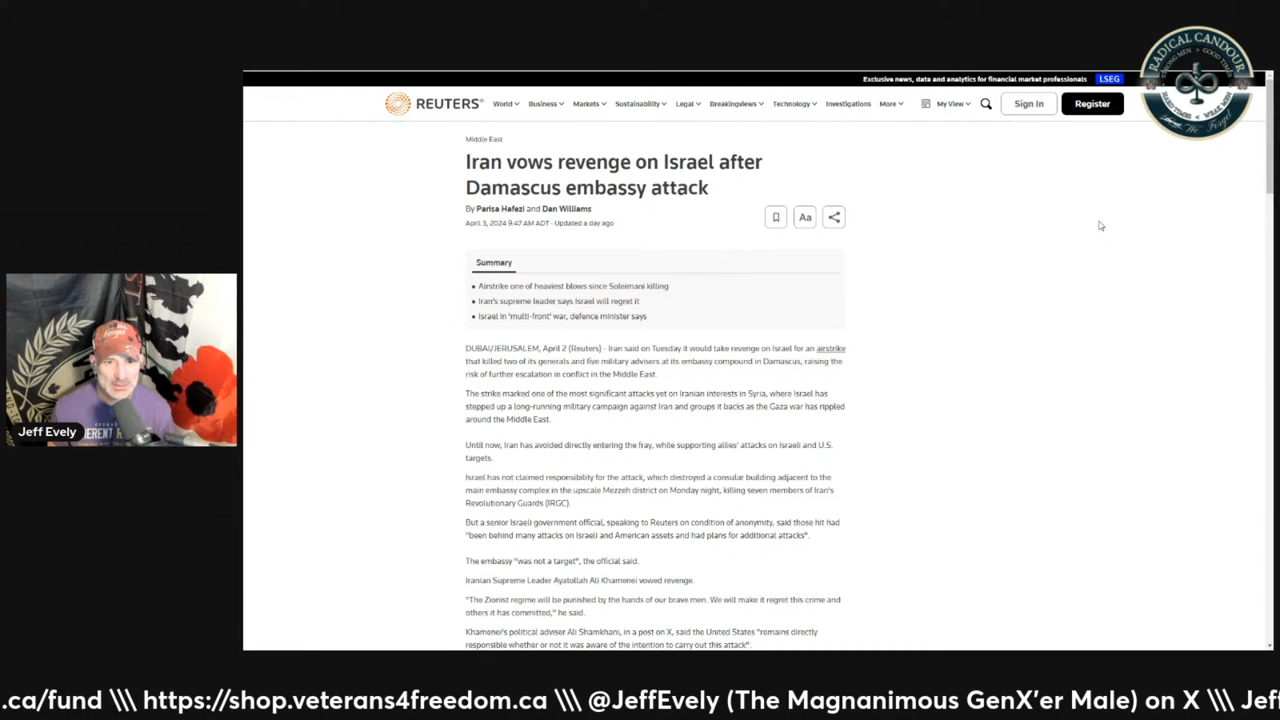 RADICAL CANDOUR
Exclusive news, data and analytics for financial market professionals LSEG
REUTERS® World Business Markets Sustainability Legal Breakingviews Technology Investigations More My View Sign In Register
Middle East
Iran vows revenge on Israel after
Damascus embassy attack
By Parisa Hafezi and Dan Williams
April 3, 2024 9:47 AM ADT · Updated a day ago
Aa
Summary
• Airstrike one of heaviest blows since Soleimani killing
• Iran's supreme leader says Israel will regret it
• Israel in 'multi-front' war, defence minister says
DUBAI/JERUSALEM, April 2 (Reuters) - Iran said on Tuesday it would take revenge on Israel for an airstrike
that killed two of its generals and five military advisers at its embassy compound in Damascus, raising the
risk of further escalation in conflict in the Middle East.
The strike marked one of the most significant attacks yet on Iranian interests in Syria, where Israel has
stepped up a long-running military campaign against Iran and groups it backs as the Gaza war has rippled
around the Middle East.
Until now, Iran has avoided directly entering the fray, while supporting allies' attacks on Israeli and U.S.
targets.
Israel has not claimed responsibility for the attack, which destroyed a consular building adjacent to the
main embassy complex in the upscale Mezzeh district on Monday night, killing seven members of Iran's
Revolutionary Guards (IRGC).
But a senior Israeli government official, speaking to Reuters on condition of anonymity, said those hit had
"been behind many attacks on Israeli and American assets and had plans for additional attacks".
The embassy "was not a target", the official said.
Iranian Supreme Leader Ayatollah Ali Khamenei vowed revenge.
"The Zionist regime will be punished by the hands of our brave men. We will make it regret this crime and
others it has committed," he said.
Khamenei's political adviser Ali Shamkhani, in a post on X, said the United States "remains directly
responsible whether or not it was aware of the intention to carry out this attack".
Jeff Evely
.ca/fund \\\ https://shop.veterans4freedom.ca \\\ @JeffEvely (The Magnanimous GenX'er Male) on X \\\ Jef